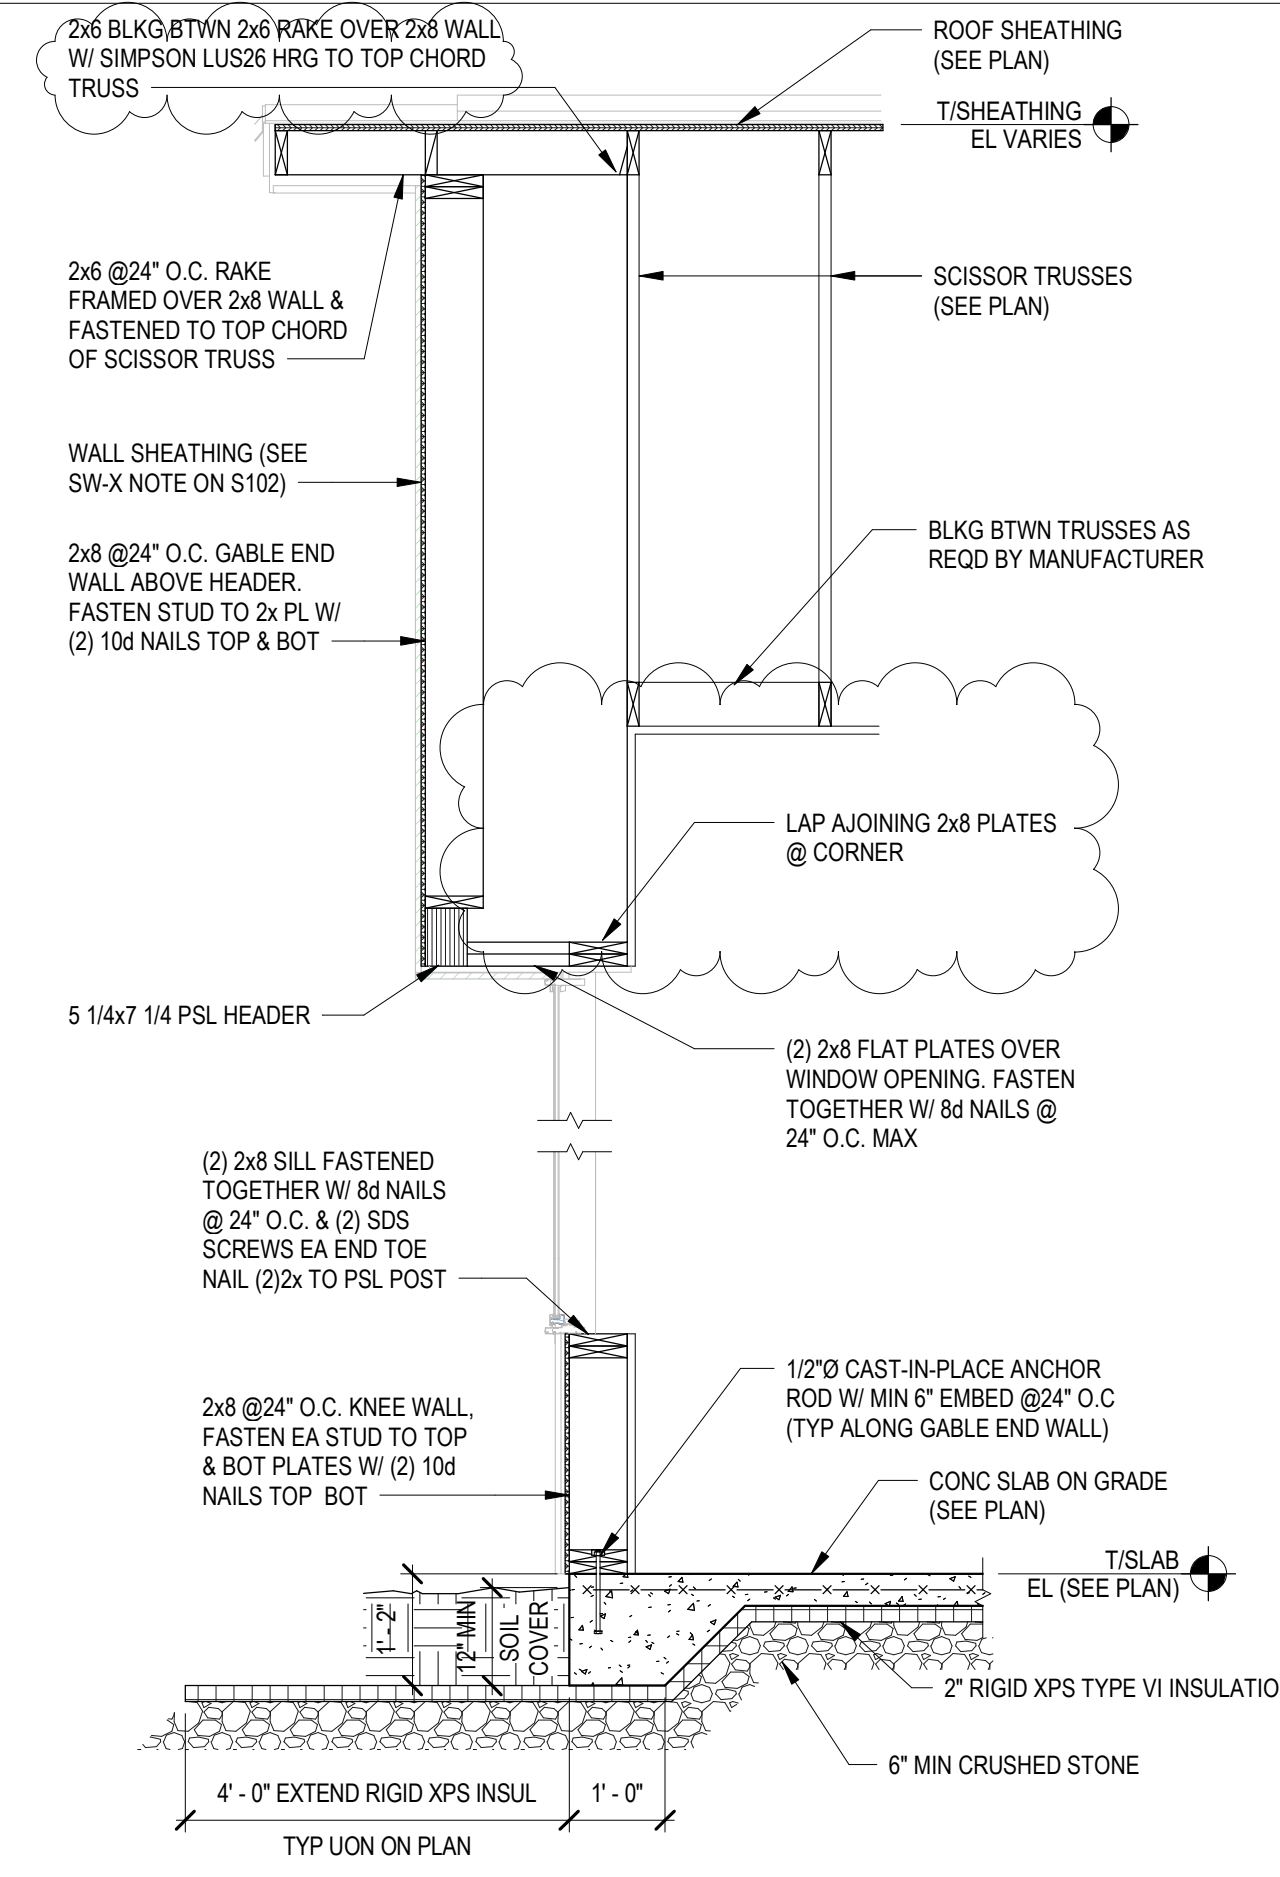 2x6 BLKG BTWN 2x6 RAKE OVER 2x8 WALL
W/ SIMPSON LUS26 HRG TO TOP CHORD
TRUSS
ROOF SHEATHING
(SEE PLAN)
T/SHEATHING
EL VARIES
2x6 @24" O.C. RAKE
FRAMED OVER 2x8 WALL &
FASTENED TO TOP CHORD
OF SCISSOR TRUSS
SCISSOR TRUSSES
(SEE PLAN)
WALL SHEATHING (SEE
SW-X NOTE ON S102)
BLKG BTWN TRUSSES AS
REQD BY MANUFACTURER
2x8 @24" O.C. GABLE END
WALL ABOVE HEADER.
FASTEN STUD TO 2x PL W/
(2) 10d NAILS TOP & BOT
LAP AJOINING 2x8 PLATES
@ CORNER
5 1/4x7 1/4 PSL HEADER
(2) 2x8 FLAT PLATES OVER
WINDOW OPENING. FASTEN
TOGETHER W/ 8d NAILS @
24" O.C. MAX
(2) 2x8 SILL FASTENED
TOGETHER W/ 8d NAILS
@ 24" O.C. & (2) SDS
SCREWS EA END TOE
NAIL (2)2x TO PSL POST
1/2"Ø CAST-IN-PLACE ANCHOR
ROD W/ MIN 6" EMBED @24" O.C
(TYP ALONG GABLE END WALL)
2x8 @24" O.C. KNEE WALL,
FASTEN EA STUD TO TOP
& BOT PLATES W/ (2) 10d
NAILS TOP BOT
CONC SLAB ON GRADE
(SEE PLAN)
T/SLAB
EL (SEE PLAN)
1' - 2"
12" MIN
SOIL
COVER
2" RIGID XPS TYPE VI INSULATIO
6" MIN CRUSHED STONE
4' - 0" EXTEND RIGID XPS INSUL
1' - 0"
TYP UON ON PLAN